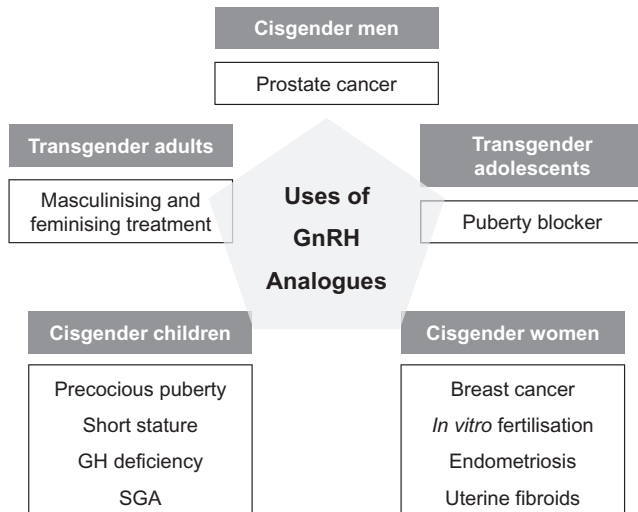 Cisgender men
Prostate cancer
Transgender adults
Masculinising and
feminising treatment
Transgender
adolescents
Puberty blocker
Uses of
GnRH
Analogues
Cisgender children
Precocious puberty
Short stature
GH deficiency
SGA
Cisgender women
Breast cancer
In vitro fertilisation
Endometriosis
Uterine fibroids